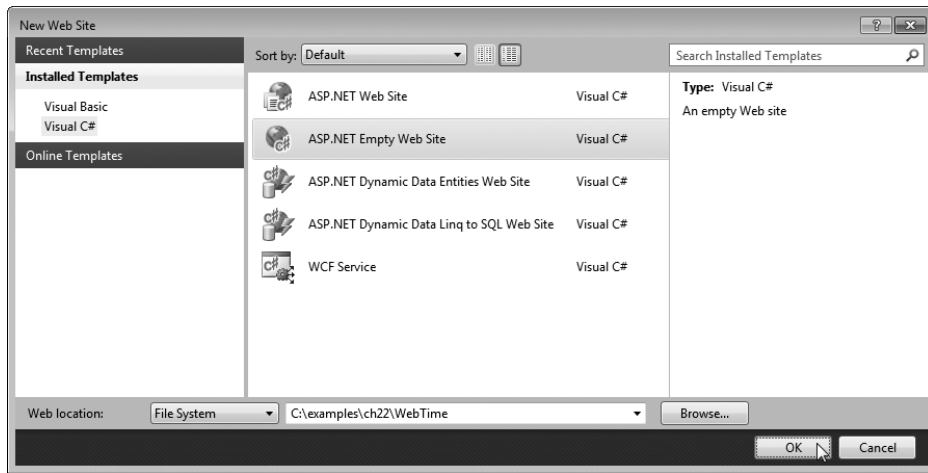 New Web Site
?
Recent Templates
Installed Templates
Visual Basic
Visual C#
Online Templates
Sort by: Default
ASP.NET Web Site Visual C#
ASP.NET Empty Web Site Visual C#
ASP.NET Dynamic Data Entities Web Site Visual C#
ASP.NET Dynamic Data Linq to SQL Web Site Visual C#
WCF Service Visual C#
Search Installed Templates
Type: Visual C#
An empty Web site
Web location: File System C:\examples\ch22\WebTime Browse...
OK Cancel